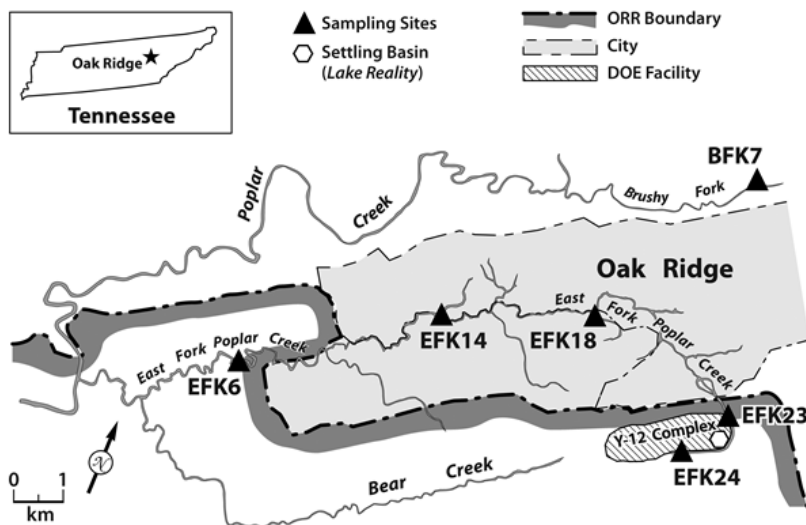 Oak Ridge
Tennessee
Sampling Sites
Settling Basin
(Lake Reality)
ORR Boundary
City
DOE Facility
BFK7
Brushy Fork
Poplar
Creek
Oak Ridge
East Fork Poplar Creek
EFK14
EFK18
East Fork Poplar Creek
EFK6
EFK23
Y-12 Complex
EFK24
Bear Creek
N
0 1
km